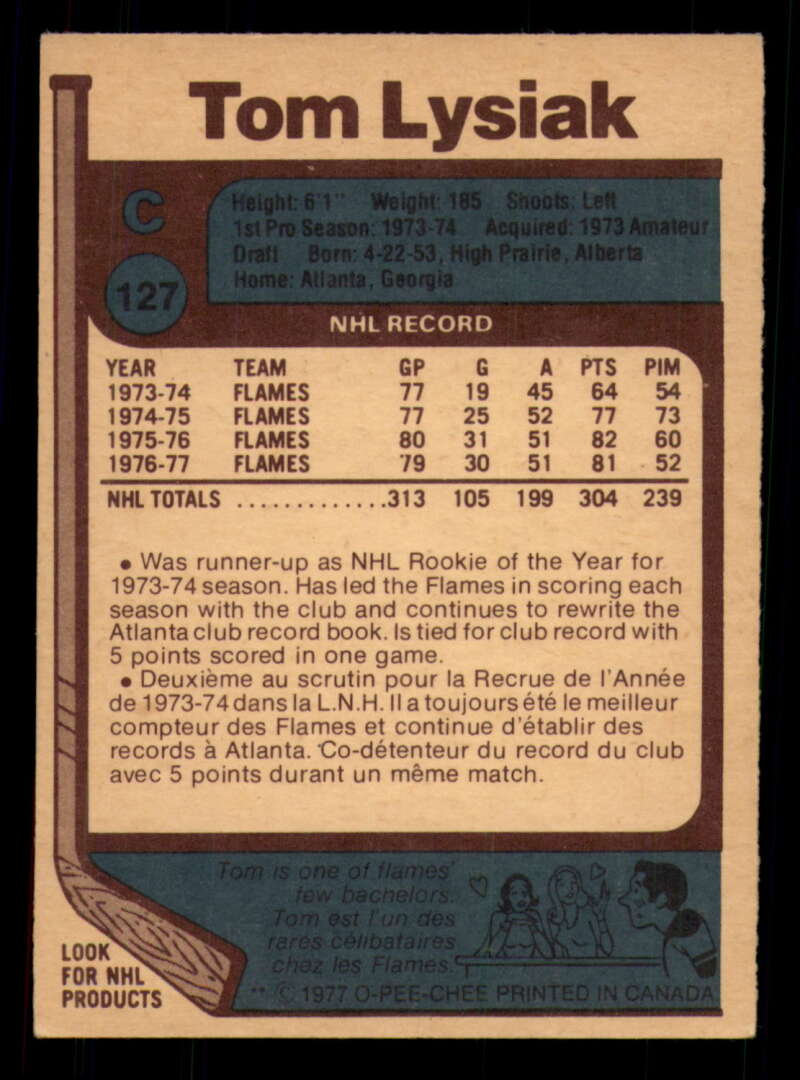 Tom Lysiak
C
127
Height: 6'1" Weight: 185 Shoots: Left
1st Pro Season: 1973-74 Acquired: 1973 Amateur
Draft Born: 4-22-53, High Prairie, Alberta
Home: Atlanta, Georgia
NHL RECORD
YEAR TEAM GP G A PTS PIM
1973-74 FLAMES 77 19 45 64 54
1974-75 FLAMES 77 25 52 77 73
1975-76 FLAMES 80 31 51 82 60
1976-77 FLAMES 79 30 51 81 52
NHL TOTALS ..............313 105 199 304 239
• Was runner-up as NHL Rookie of the Year for
1973-74 season. Has led the Flames in scoring each
season with the club and continues to rewrite the
Atlanta club record book. Is tied for club record with
5 points scored in one game.
• Deuxième au scrutin pour la Recrue de l'Année
de 1973-74 dans la L.N.H. Il a toujours été le meilleur
compteur des Flames et continue d'établir des
records à Atlanta. Co-détenteur du record du club
avec 5 points durant un même match.
Tom is one of flames'
few bachelors.
Tom est l'un des
rares célibataires
chez les Flames.
LOOK
FOR NHL
PRODUCTS
** © 1977 O-PEE-CHEE PRINTED IN CANADA